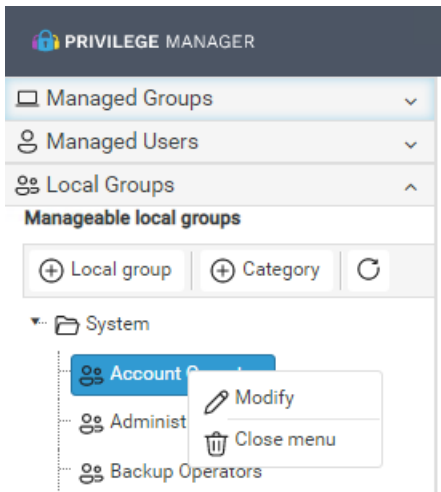 PRIVILEGE MANAGER
Managed Groups
Managed Users
Local Groups
Manageable local groups
Local group Category
System
Account
Modify
Administ
Close menu
Backup Operators